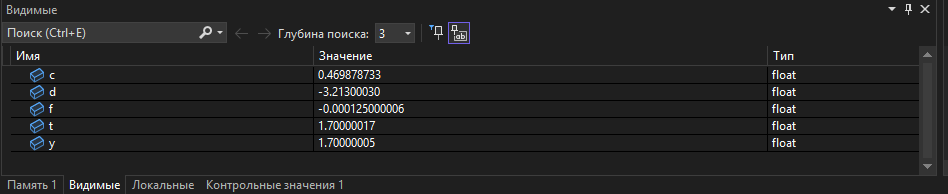 Видимые
Поиск (Ctrl+E) Глубина поиска: 3
Имя Значение Тип
c 0.469878733 float
d -3.21300030 float
f -0.000125000006 float
t 1.70000017 float
y 1.70000005 float
Память 1 Видимые Локальные Контрольные значения 1